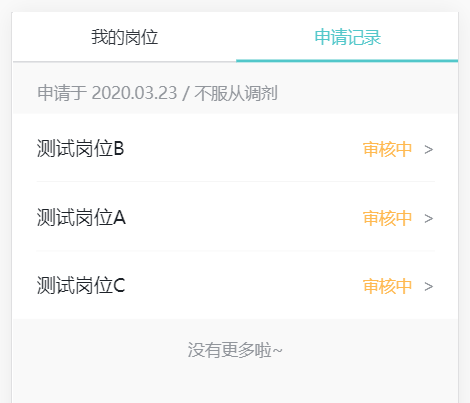 我的岗位 申请记录
申请于 2020.03.23 / 不服从调剂
测试岗位B 审核中 >
测试岗位A 审核中 >
测试岗位C 审核中 >
没有更多啦~